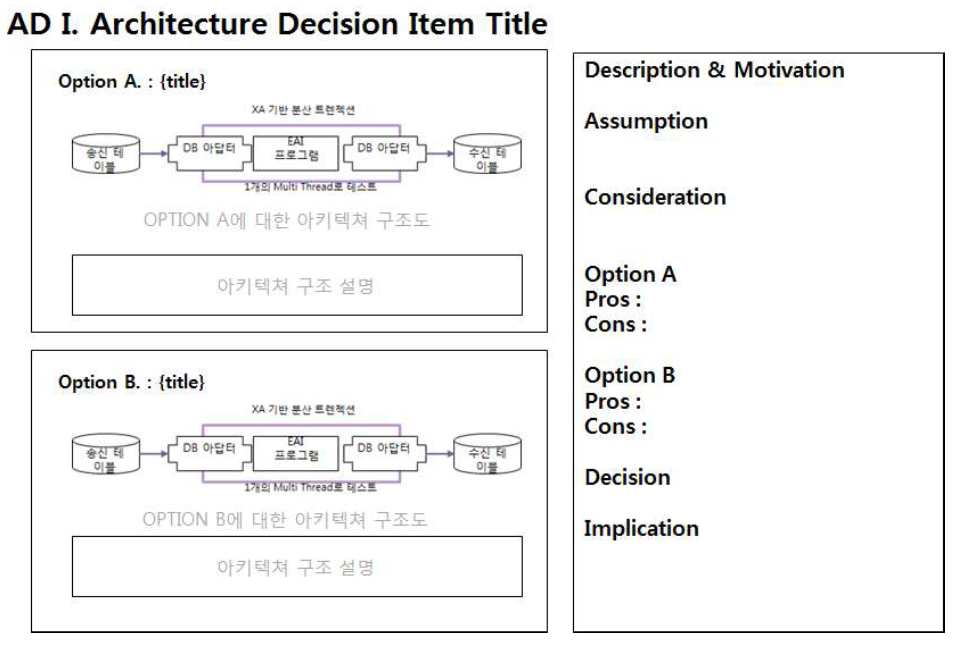 AD I. Architecture Decision Item Title
Option A. : {title}
XA 기반 분산 트렌젝션
송신 테
이블
DB 아답터
EAI
프로그램
DB 아답터
수신 테
이블
1개의 Multi Thread로 테스트
OPTION A에 대한 아키텍쳐 구조도
아키텍쳐 구조 설명
Option B. : {title}
XA 기반 분산 트렌젝션
송신 테
이블
DB 아답터
EAI
프로그램
DB 아답터
수신 테
이블
1개의 Multi Thread로 테스트
OPTION B에 대한 아키텍쳐 구조도
아키텍쳐 구조 설명
Description & Motivation
Assumption
Consideration
Option A
Pros :
Cons :
Option B
Pros :
Cons :
Decision
Implication